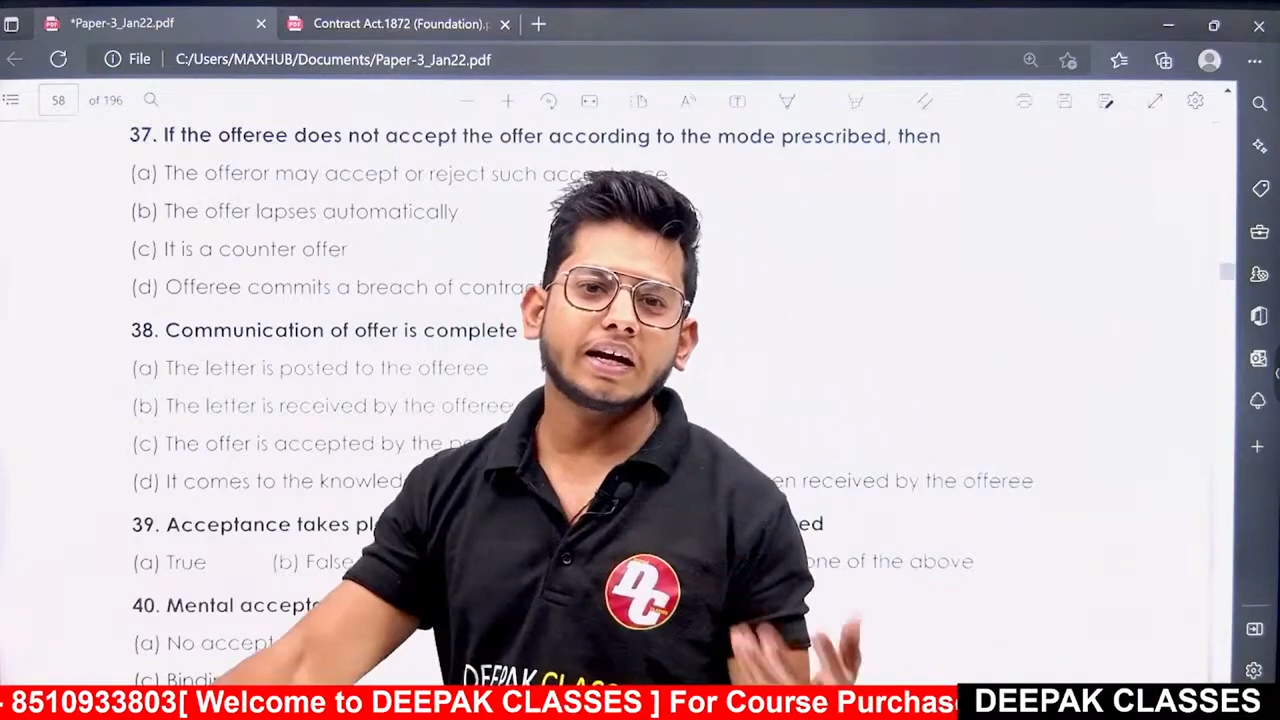 *Paper-3_Jan22.pdf
Contract Act.1872 (Foundation).
File C:/Users/MAXHUB/Documents/Paper-3_Jan22.pdf
58 of 196
37. If the offeree does not accept the offer according to the mode prescribed, then
(a) The offeror may accept or reject such
(b) The offer lapses automatically
(c) It is a counter offer
(d) Offeree commits a breach of contra
38. Communication of offer is complete
(a) The letter is posted to the offeree
(b) The letter is received by the offeree
(c) The offer is accepted by the
(d) It comes to the knowled en received by the offeree
39. Acceptance takes pl ed
(a) True (b) False one of the above
40. Mental accept
(a) No accept
(c) Bindi
DC
DEEPAK CLASS
- 8510933803[ Welcome to DEEPAK CLASSES ] For Course Purchas
DEEPAK CLASSES